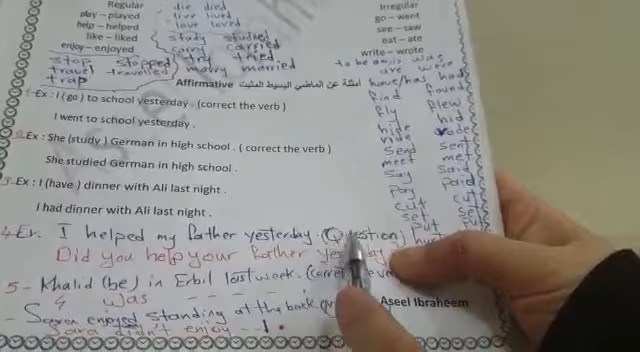 Regular
Irregular
play – played
die died
go – went
live lived
help – helped
love loved
see – saw
like – liked
study studied
eat – ate
enjoy – enjoyed
carry carried
write – wrote
stop stopped
try tried
to be am is was
travel travelled
marry married
are were
trap
Affirmative أمثلة عن الماضي البسيط المثبت
have/has had
1-Ex : I (go) to school yesterday . (correct the verb )
find found
I went to school yesterday .
fly flew
hide hid
2-Ex : She (study ) German in high school . ( correct the verb )
ride rode
send sent
She studied German in high school .
meet met
say said
3-Ex : I (have ) dinner with Ali last night .
pay paid
cut cut
I had dinner with Ali last night .
set set
put
4-Ex. I helped my father yesterday. (Question)
Did you help your father yesterday
5 - Khalid (be) in Erbil last week.
was
Aseel Ibraheem
- Sara enjoyed standing at the back.
Sara didn't enjoy